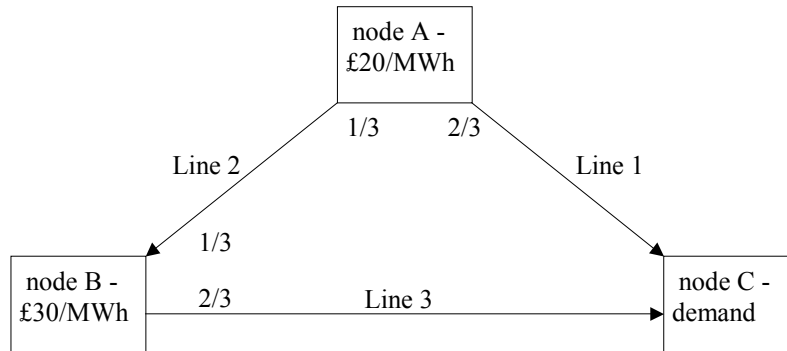 node A -
£20/MWh
1/3 2/3
Line 2
Line 1
1/3
node B -
£30/MWh
2/3
Line 3
node C -
demand